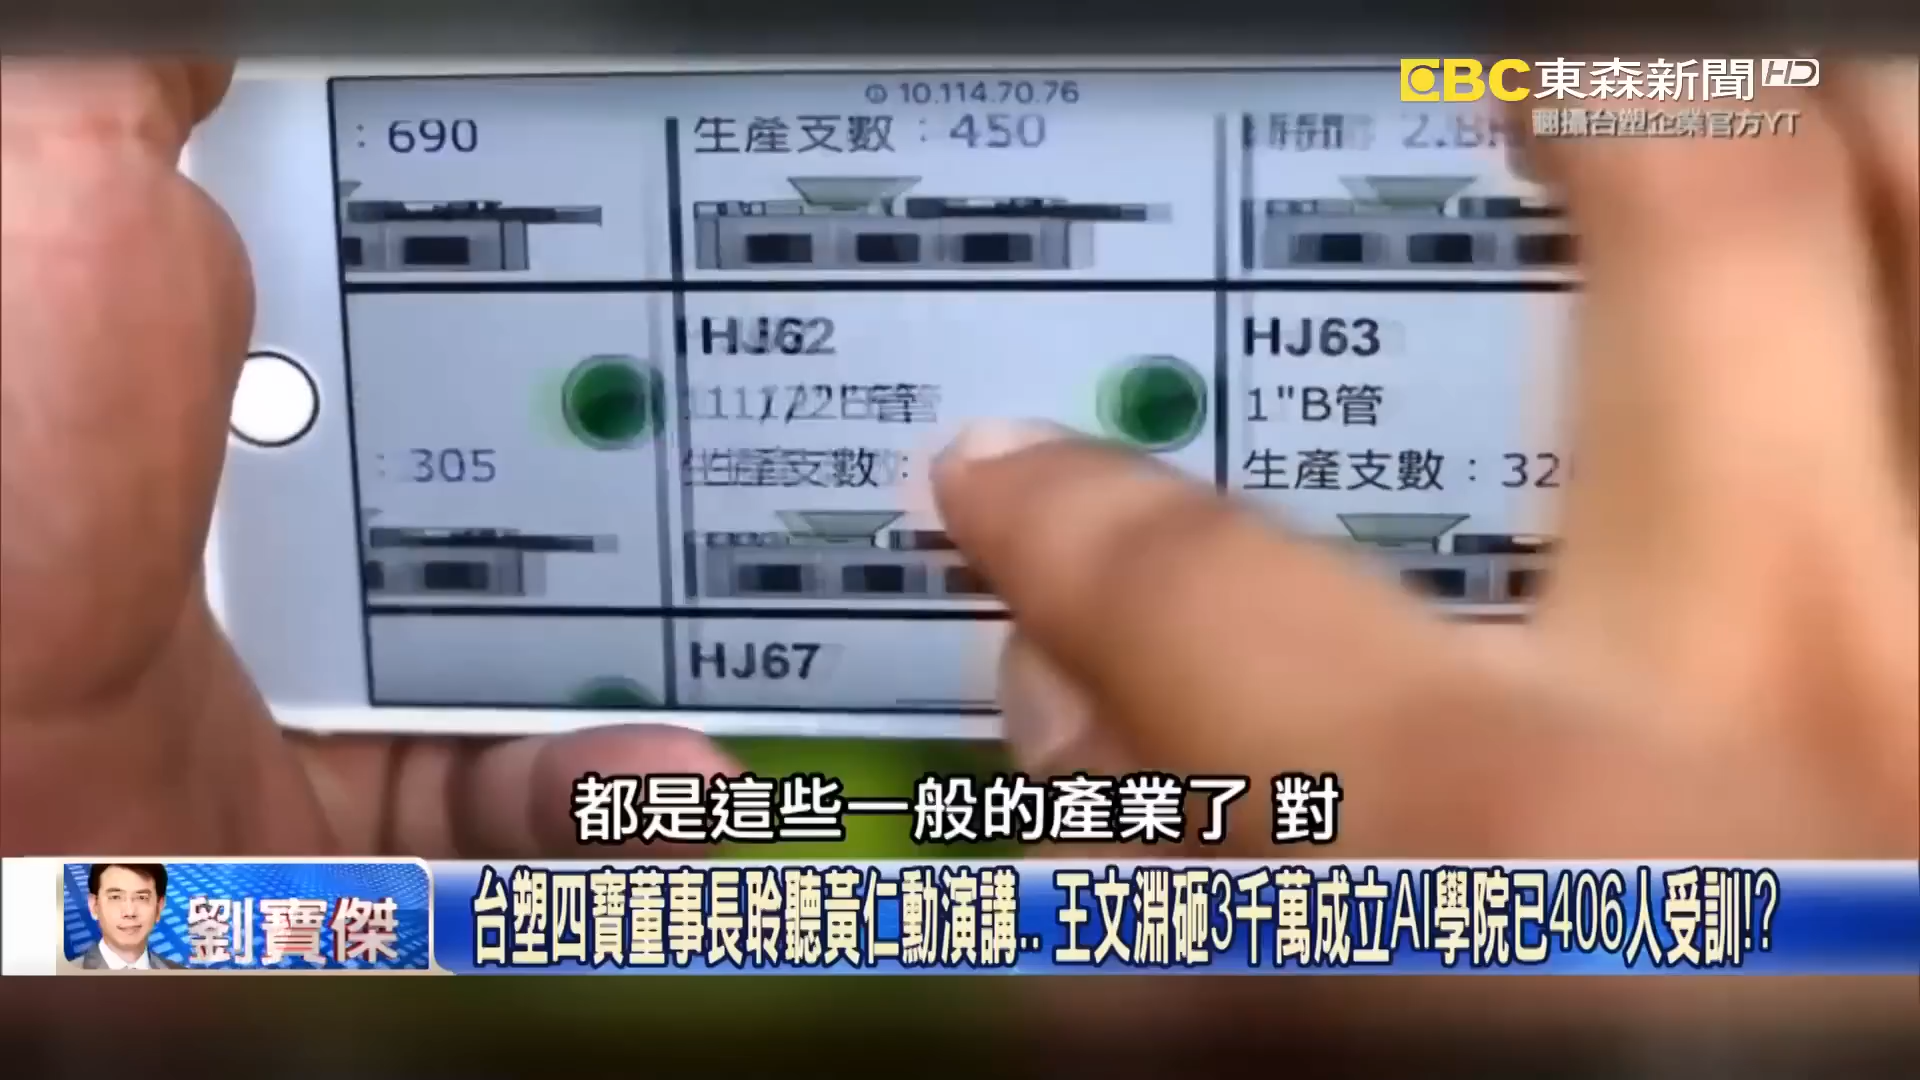 EBC東森新聞HD
翻攝台塑企業官方YT
10.114.70.76
: 690
生產支數：450
HJ62
HJ63
1"B管
: 305
生產支數：
生產支數：32
HJ67
都是這些一般的產業了 對
劉寶傑
台塑四寶董事長聆聽黃仁勳演講.. 王文淵砸3千萬成立AI學院已406人受訓!?